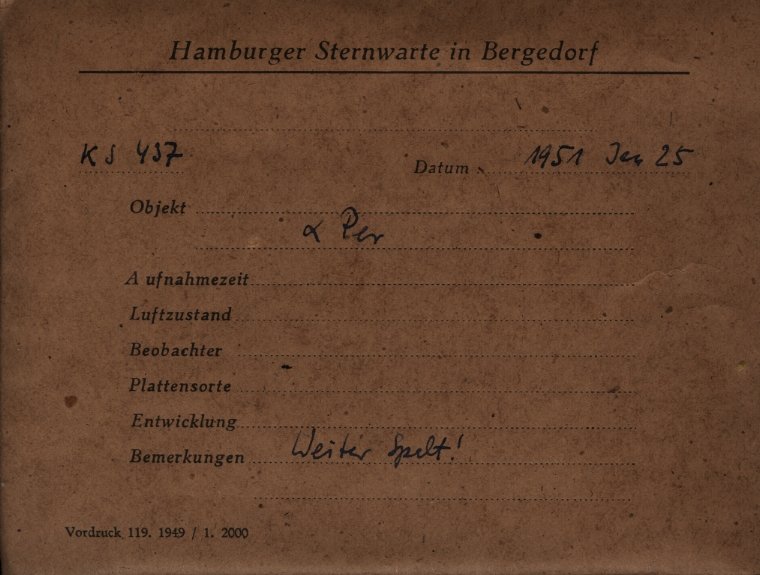 Hamburger Sternwarte in Bergedorf
KS 437 Datum 1951 Jan 25
Objekt
α Per
Aufnahmezeit
Luftzustand
Beobachter
Plattensorte
Entwicklung
Bemerkungen Weiter Spalt!
Vordruck 119. 1949 / 1. 2000